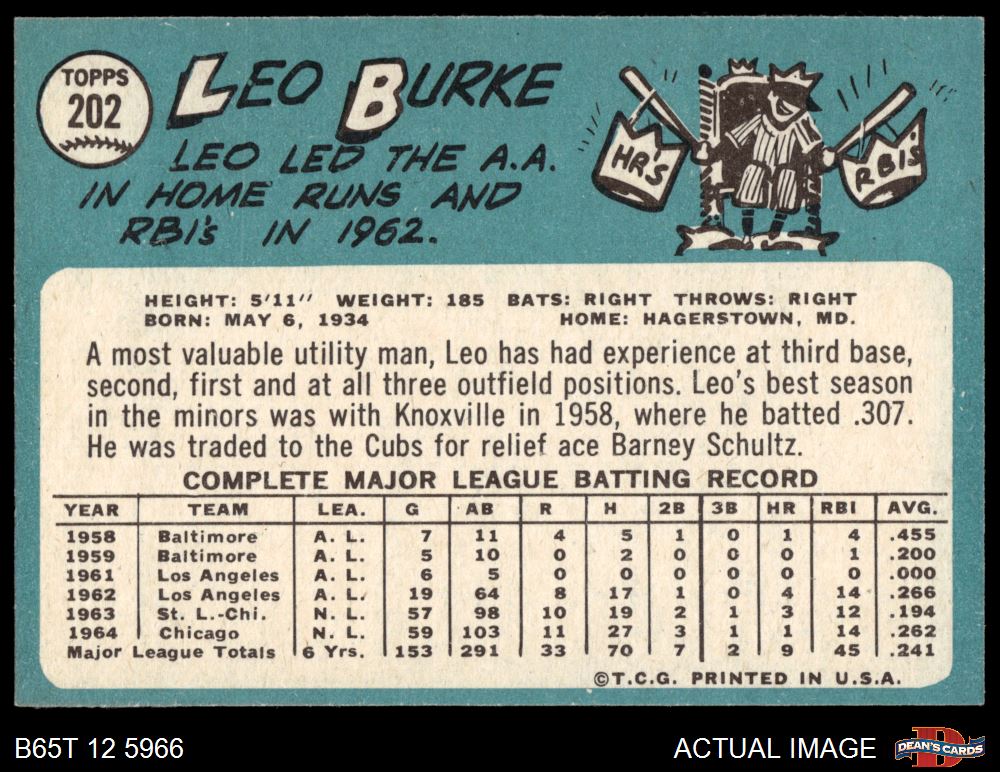 TOPPS
202
LEO BURKE
LEO LED THE A.A.
IN HOME RUNS AND
RBI's IN 1962.
HR'S
RBI'S
HEIGHT: 5'11" WEIGHT: 185 BATS: RIGHT THROWS: RIGHT
BORN: MAY 6, 1934 HOME: HAGERSTOWN, MD.
A most valuable utility man, Leo has had experience at third base,
second, first and at all three outfield positions. Leo's best season
in the minors was with Knoxville in 1958, where he batted .307.
He was traded to the Cubs for relief ace Barney Schultz.
COMPLETE MAJOR LEAGUE BATTING RECORD
YEAR TEAM LEA. G AB R H 2B 3B HR RBI AVG.
1958 Baltimore A. L. 7 11 4 5 1 0 1 4 .455
1959 Baltimore A. L. 5 10 0 2 0 0 0 1 .200
1961 Los Angeles A. L. 6 5 0 0 0 0 0 0 .000
1962 Los Angeles A. L. 19 64 8 17 1 0 4 14 .266
1963 St. L.-Chi. N. L. 57 98 10 19 2 1 3 12 .194
1964 Chicago N. L. 59 103 11 27 3 1 1 14 .262
Major League Totals 6 Yrs. 153 291 33 70 7 2 9 45 .241
©T.C.G. PRINTED IN U.S.A.
B65T 12 5966
ACTUAL IMAGE
DEAN'S CARDS